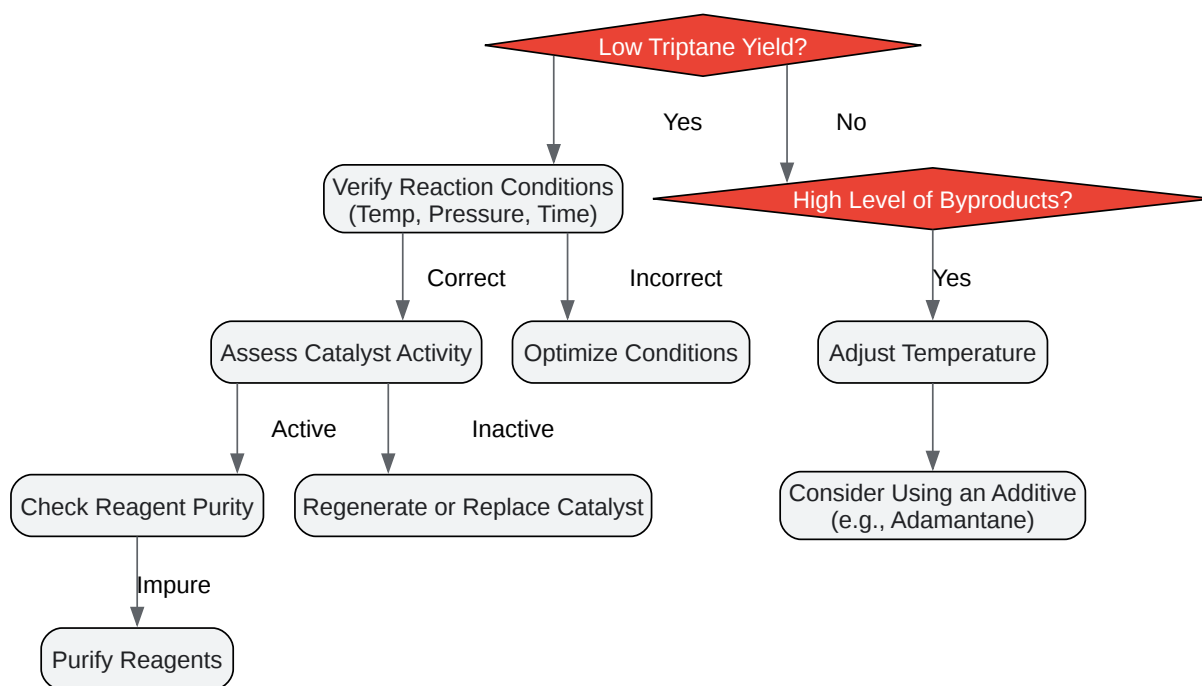 Low Triptane Yield?
Yes
No
Verify Reaction Conditions
(Temp, Pressure, Time)
High Level of Byproducts?
Correct
Incorrect
Yes
Assess Catalyst Activity
Optimize Conditions
Adjust Temperature
Active
Inactive
Check Reagent Purity
Regenerate or Replace Catalyst
Consider Using an Additive
(e.g., Adamantane)
Impure
Purify Reagents